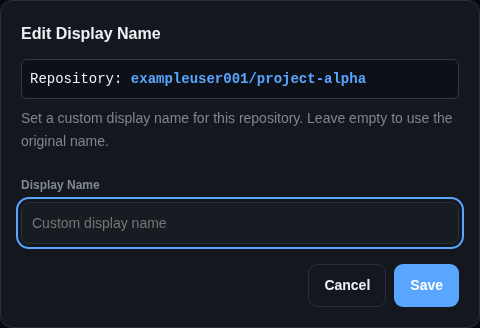 Edit Display Name
Repository: exampleuser001/project-alpha
Set a custom display name for this repository. Leave empty to use the
original name.
Display Name
Custom display name
Cancel Save